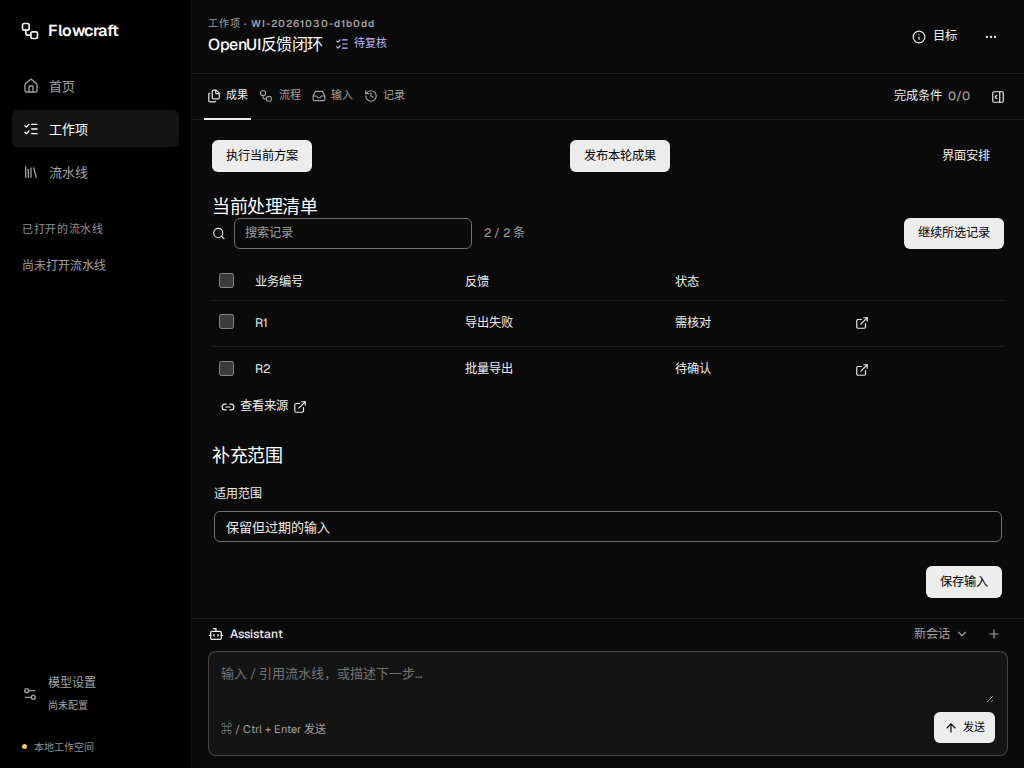 Flowcraft
首页
工作项
流水线
已打开的流水线
尚未打开流水线
模型设置
尚未配置
本地工作空间
工作项 · WI-20261030-d1b0dd
OpenUI反馈闭环 待复核
目标
成果 流程 输入 记录
完成条件 0/0
执行当前方案 发布本轮成果 界面安排
当前处理清单
搜索记录 2 / 2 条 继续所选记录
业务编号 反馈 状态
R1 导出失败 需核对
R2 批量导出 待确认
查看来源
补充范围
适用范围
保留但过期的输入
保存输入
Assistant 新会话
输入 / 引用流水线，或描述下一步…
⌘ / Ctrl + Enter 发送 发送